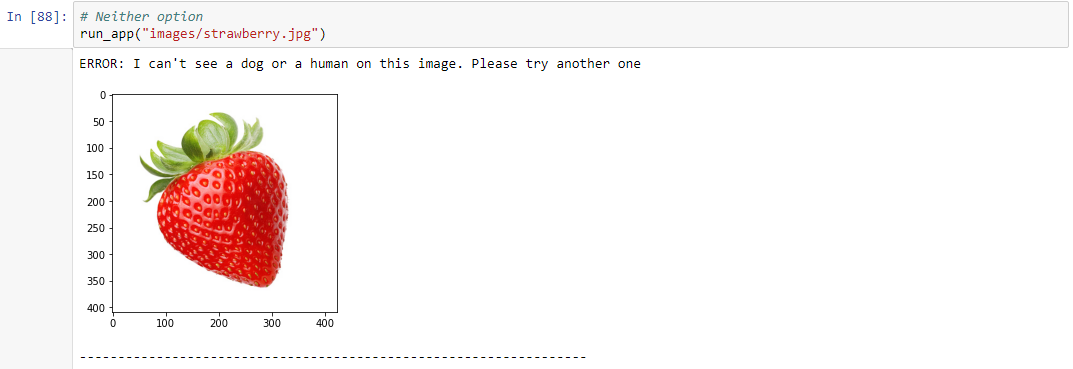 In [88]: # Neither option
run_app("images/strawberry.jpg")
ERROR: I can't see a dog or a human on this image. Please try another one
0
50
100
150
200
250
300
350
400
0 100 200 300 400
------------------------------------------------------------------